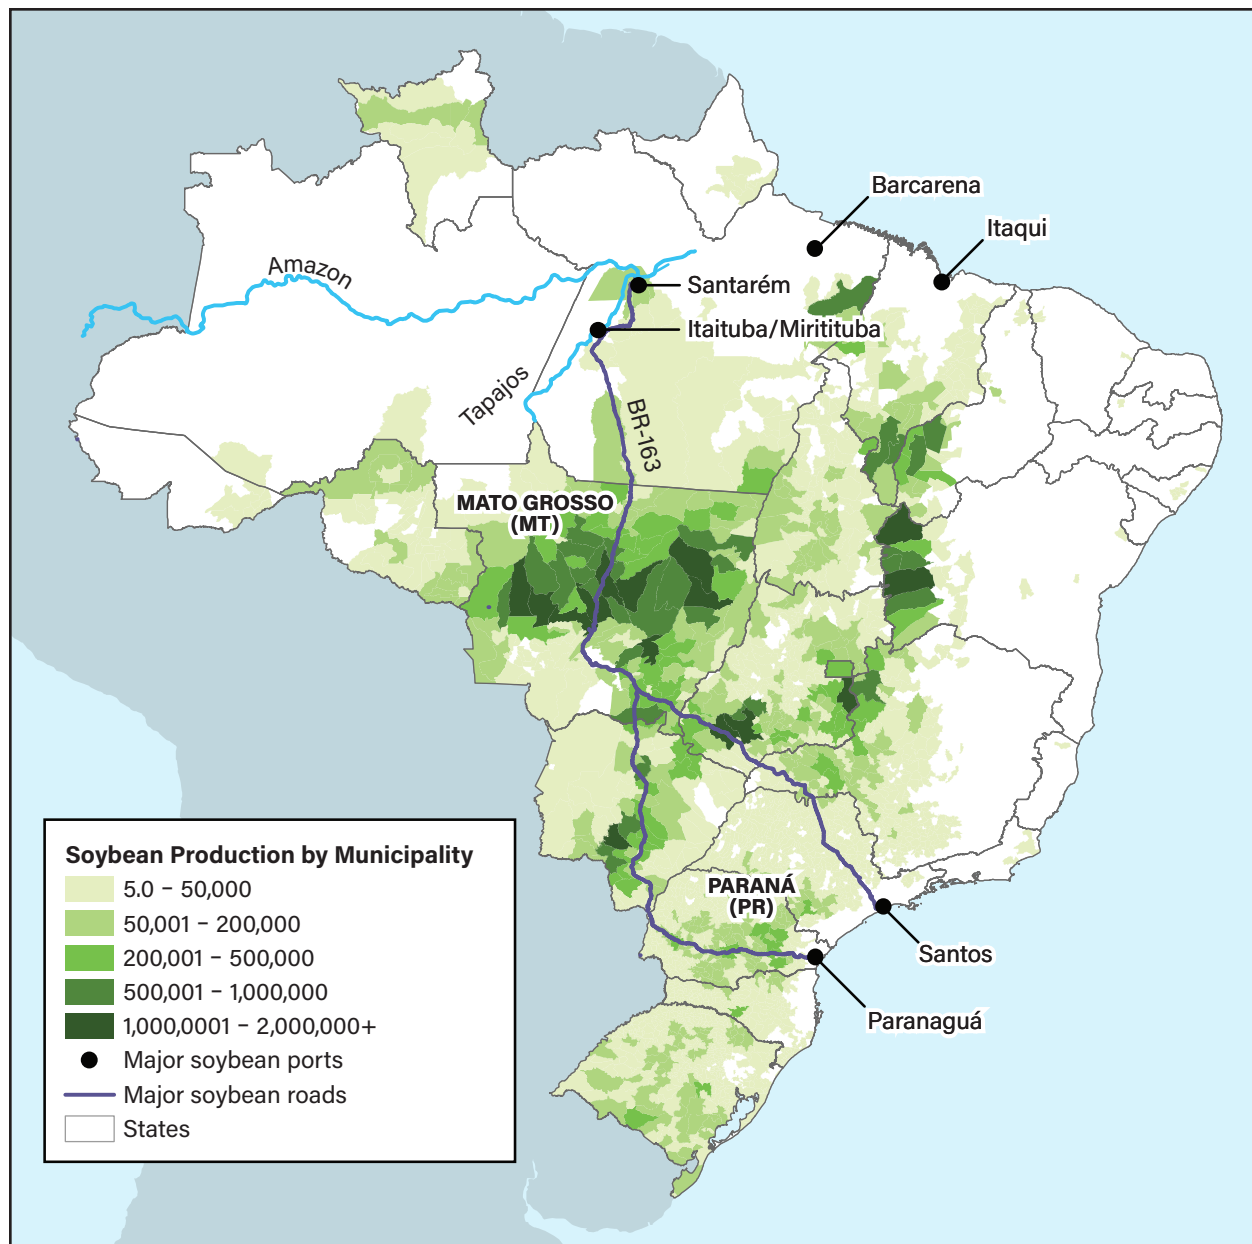 Barcarena
Itaqui
Amazon
Santarém
Itaituba/Miritituba
Tapajos
BR-163
MATO GROSSO
(MT)
PARANÁ
(PR)
Santos
Paranaguá
Soybean Production by Municipality
5.0 – 50,000
50,001 – 200,000
200,001 – 500,000
500,001 – 1,000,000
1,000,0001 – 2,000,000+
Major soybean ports
Major soybean roads
States